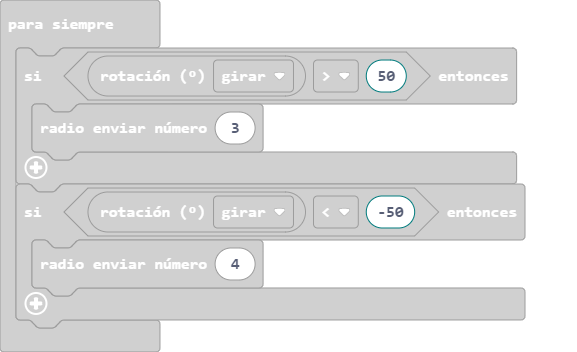 para siempre
si rotación (º) girar > 50 entonces
radio enviar número 3
si rotación (º) girar < -50 entonces
radio enviar número 4